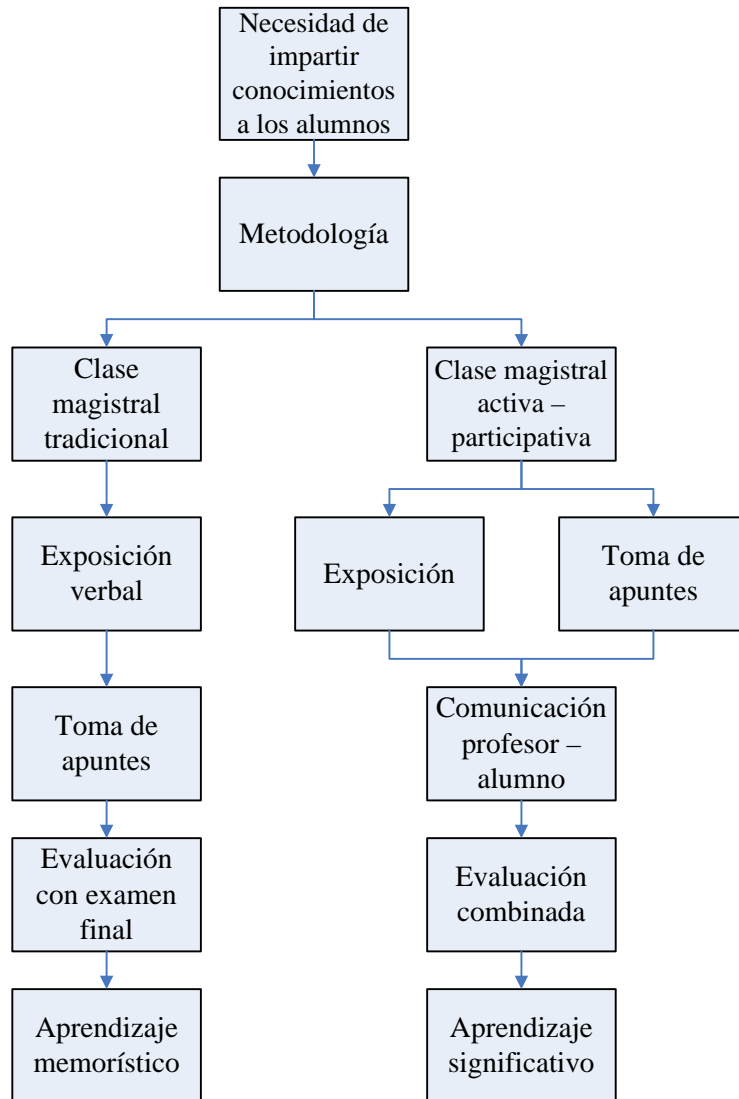 Necesidad de
impartir
conocimientos
a los alumnos
Metodología
Clase
magistral
tradicional
Clase magistral
activa –
participativa
Exposición
verbal
Exposición
Toma de
apuntes
Toma de
apuntes
Comunicación
profesor –
alumno
Evaluación
con examen
final
Evaluación
combinada
Aprendizaje
memorístico
Aprendizaje
significativo